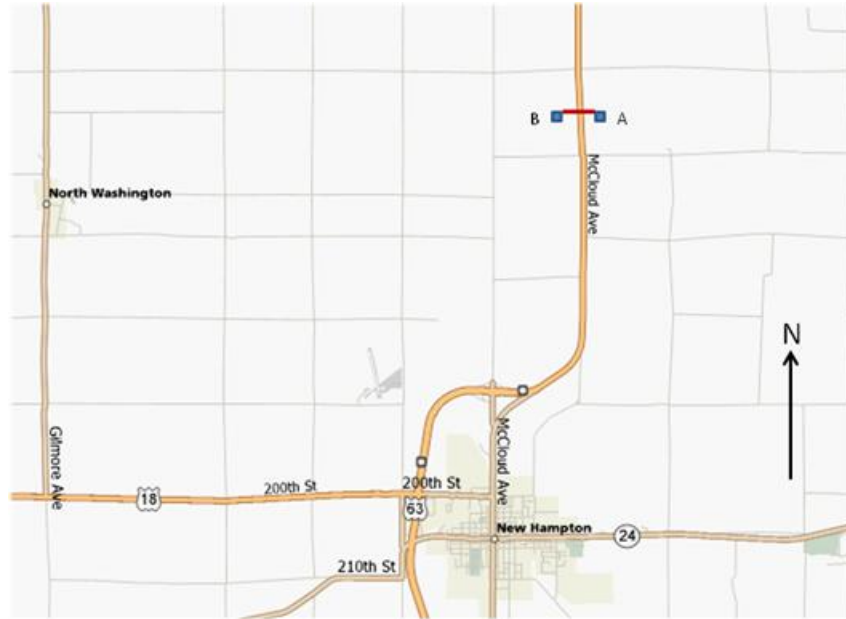 B
A
McCloud Ave
North Washington
N
Gilmore Ave
McCloud Ave
200th St
200th St
18
63
New Hampton
24
210th St